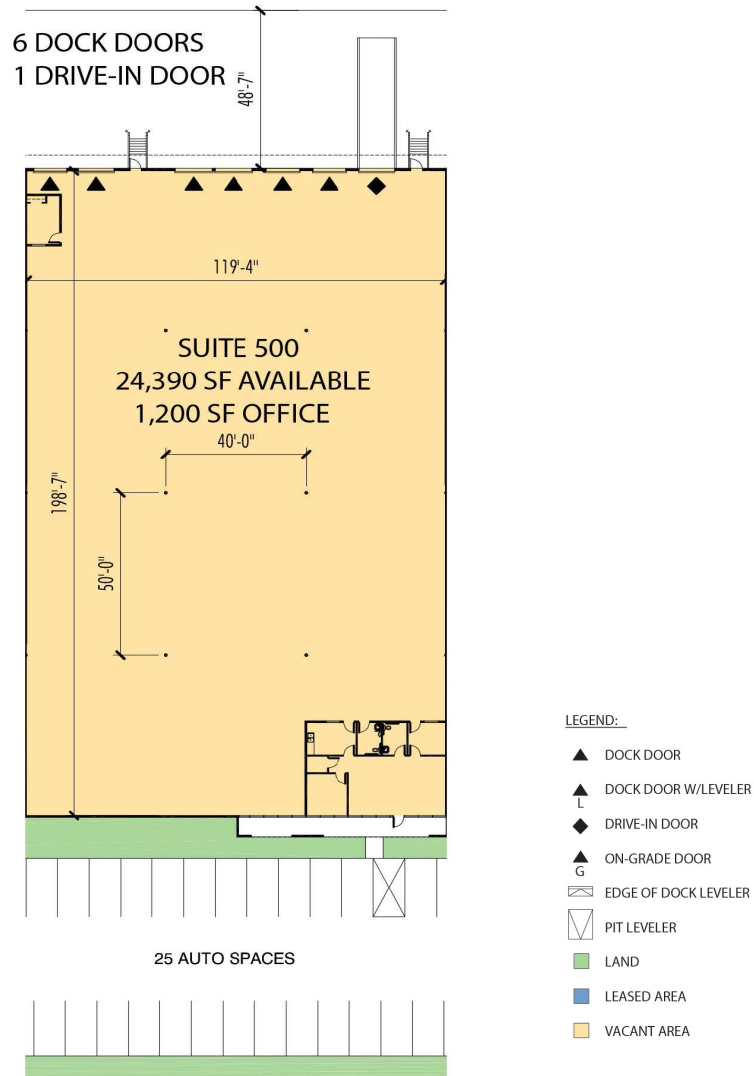 6 DOCK DOORS
1 DRIVE-IN DOOR
48'-7"
119'-4"
SUITE 500
24,390 SF AVAILABLE
1,200 SF OFFICE
40'-0"
198'-7"
50'-0"
25 AUTO SPACES
LEGEND:
DOCK DOOR
DOCK DOOR W/LEVELER
L
DRIVE-IN DOOR
ON-GRADE DOOR
G
EDGE OF DOCK LEVELER
PIT LEVELER
LAND
LEASED AREA
VACANT AREA